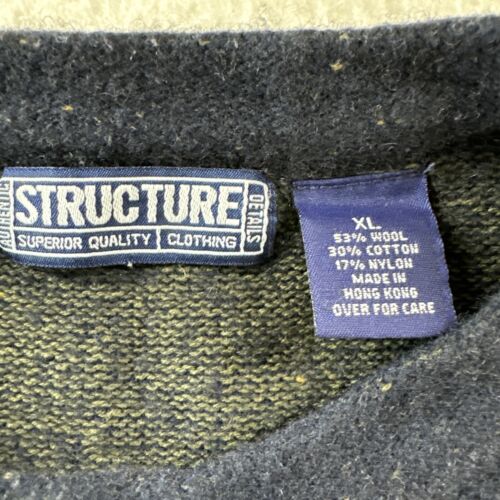 AUTHENTIC
STRUCTURE
DETAILS
SUPERIOR QUALITY
CLOTHING
XL
53% WOOL
30% COTTON
17% NYLON
MADE IN
HONG KONG
OVER FOR CARE